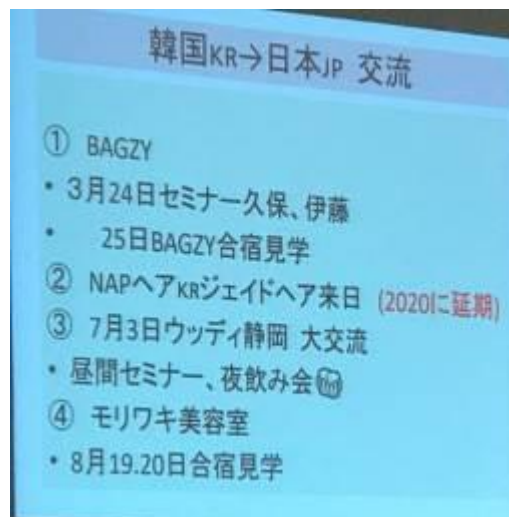 韓国KR→日本JP 交流
① BAGZY
• 3月24日セミナー久保、伊藤
• 25日BAGZY合宿見学
② NAPヘアKRジェイドヘア来日 (2020に延期)
③ 7月3日ウッディ静岡 大交流
• 昼間セミナー、夜飲み会🍻
④ モリワキ美容室
• 8月19.20日合宿見学